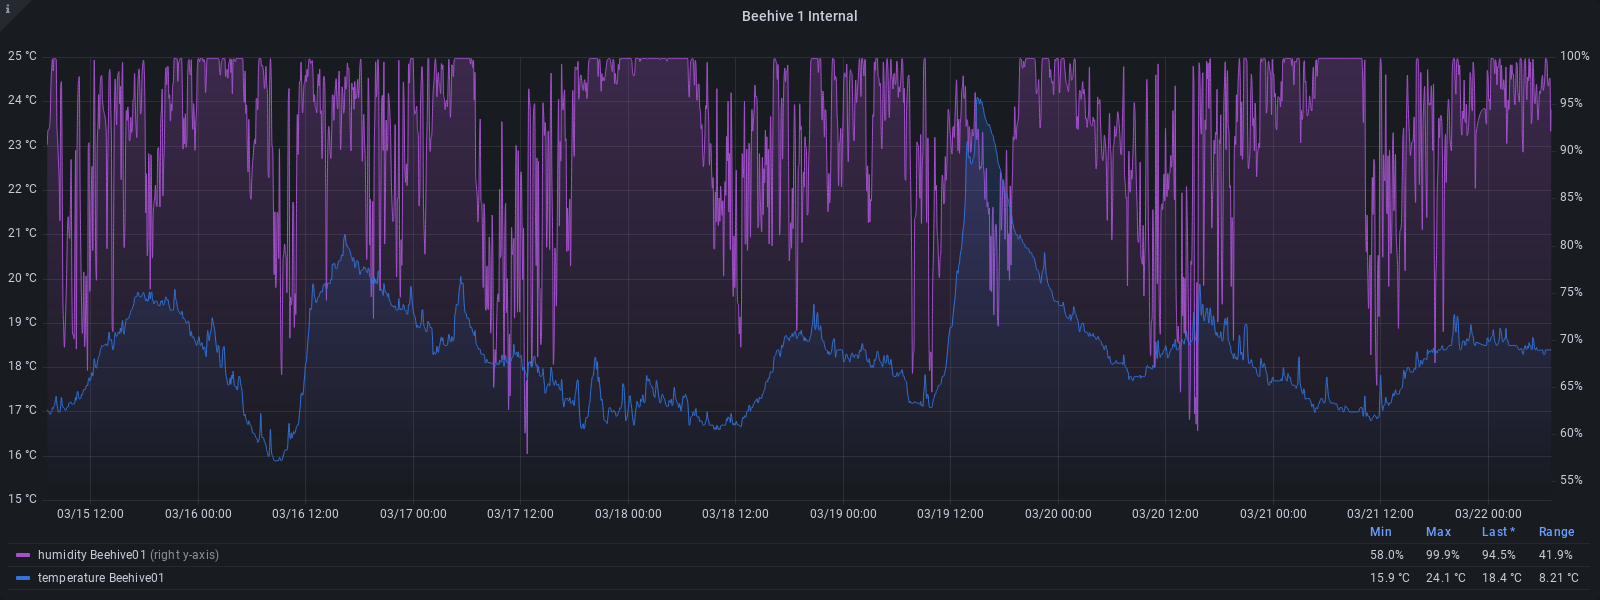 i
Beehive 1 Internal
25 °C
24 °C
23 °C
22 °C
21 °C
20 °C
19 °C
18 °C
17 °C
16 °C
15 °C
100%
95%
90%
85%
80%
75%
70%
65%
60%
55%
03/15 12:00 03/16 00:00 03/16 12:00 03/17 00:00 03/17 12:00 03/18 00:00 03/18 12:00 03/19 00:00 03/19 12:00 03/20 00:00 03/20 12:00 03/21 00:00 03/21 12:00 03/22 00:00
Min Max Last * Range
humidity Beehive01 (right y-axis) 58.0% 99.9% 94.5% 41.9%
temperature Beehive01 15.9 °C 24.1 °C 18.4 °C 8.21 °C